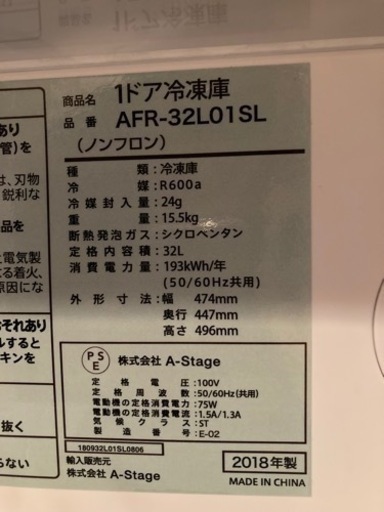 あり
管）を
は、刃物
鋭利な
品を
と電気製
よる着火、
原因にな
おそれあり
ルすると
チキンを
抜く
らない
商品名 1ドア冷凍庫
品番 AFR-32L01SL
（ノンフロン）
種類：冷凍庫
冷媒：R600a
冷媒封入量：24g
重量：15.5kg
断熱発泡ガス：シクロペンタン
定格内容積：32L
消費電力量：193kWh/年
(50/60Hz共用)
外形寸法：幅 474mm
奥行 447mm
高さ 496mm
PSE 株式会社 A-Stage
定格電圧：100V
定格周波数：50/60Hz(共用)
電動機の定格消費電力：75W
電動機の定格消費電流：1.5A/1.3A
気候クラス：ST
型番：E-02
180932L01SL0806
輸入販売元
株式会社 A-Stage
2018年製
MADE IN CHINA